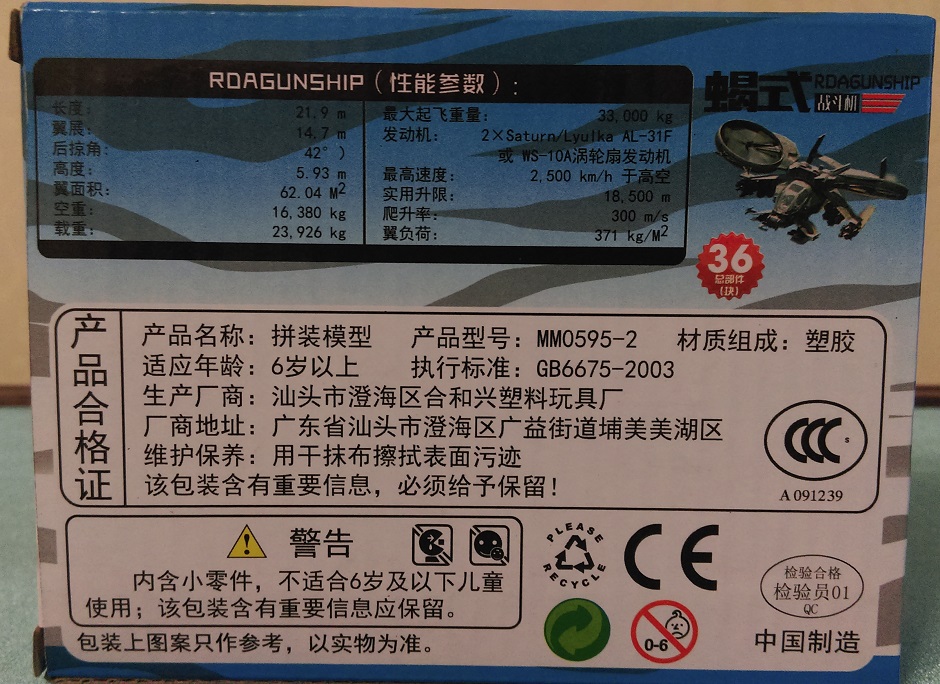 RDAGUNSHIP（性能参数）:
长度: 21.9 m
翼展: 14.7 m
后掠角: 42°）
高度: 5.93 m
翼面积: 62.04 M2
空重: 16,380 kg
载重: 23,926 kg
最大起飞重量: 33,000 kg
发动机: 2×Saturn/Lyulka AL-31F
或 WS-10A涡轮扇发动机
最高速度: 2,500 km/h 于高空
实用升限: 18,500 m
爬升率: 300 m/s
翼负荷: 371 kg/M2
蝎式 RDAGUNSHIP
战斗机
36
总部件
(块)
产品合格证
产品名称：拼装模型 产品型号：MM0595-2 材质组成：塑胶
适应年龄：6岁以上 执行标准：GB6675-2003
生产厂商：汕头市澄海区合和兴塑料玩具厂
厂商地址：广东省汕头市澄海区广益街道埔美美湖区
维护保养：用干抹布擦拭表面污迹
该包装含有重要信息，必须给予保留！
CCC S
A 091239
警告
内含小零件，不适合6岁及以下儿童
使用；该包装含有重要信息应保留。
包装上图案只作参考，以实物为准。
PLEASE
RECYCLE
CE
0-6
检验合格
检验员01
QC
中国制造